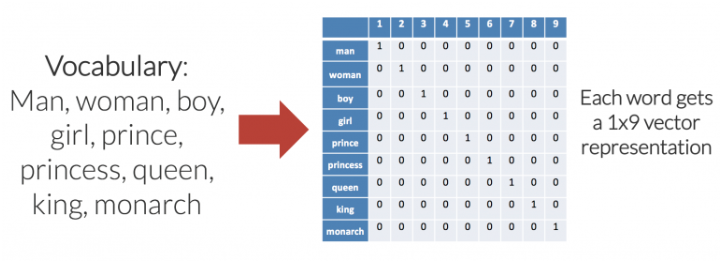 Vocabulary:
Man, woman, boy,
girl, prince,
princess, queen,
king, monarch
1 2 3 4 5 6 7 8 9
man 1 0 0 0 0 0 0 0 0
woman 0 1 0 0 0 0 0 0 0
boy 0 0 1 0 0 0 0 0 0
girl 0 0 0 1 0 0 0 0 0
prince 0 0 0 0 1 0 0 0 0
princess 0 0 0 0 0 1 0 0 0
queen 0 0 0 0 0 0 1 0 0
king 0 0 0 0 0 0 0 1 0
monarch 0 0 0 0 0 0 0 0 1
Each word gets
a 1x9 vector
representation